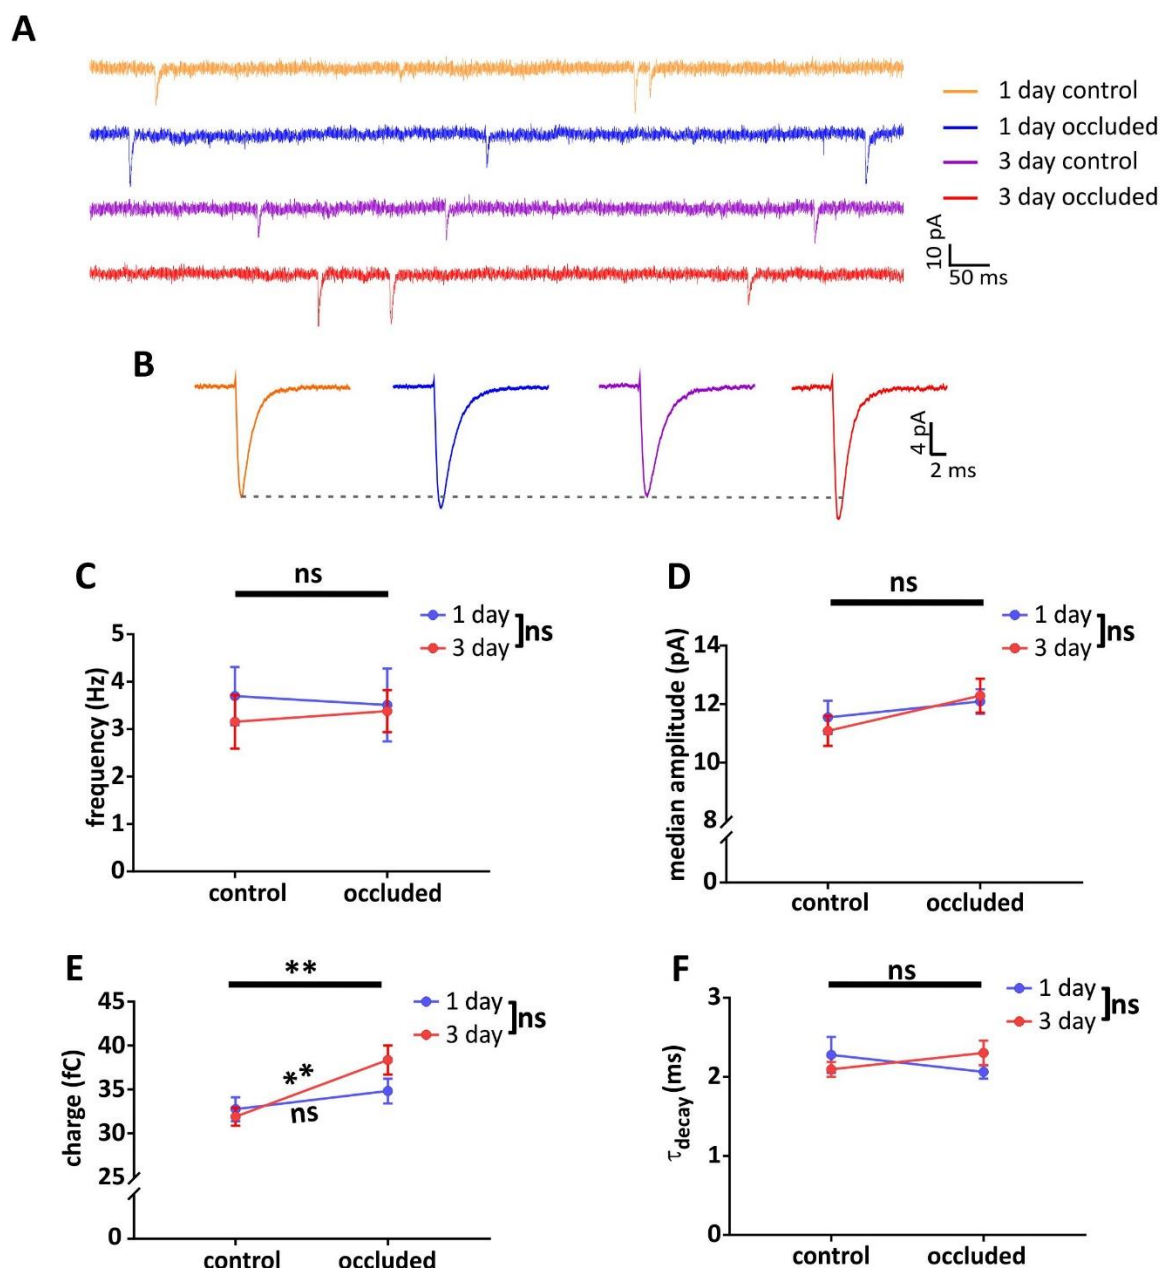 A
1 day control
1 day occluded
3 day control
3 day occluded
10 pA
50 ms
B
4 pA
2 ms
C
ns
1 day
3 day
]ns
frequency (Hz)
5
4
3
2
1
0
control
occluded
D
ns
1 day
3 day
]ns
median amplitude (pA)
14
12
10
8
0
control
occluded
E
**
1 day
3 day
]ns
charge (fC)
45
40
35
30
25
0
**
ns
control
occluded
F
ns
1 day
3 day
]ns
τdecay (ms)
3
2
1
0
control
occluded